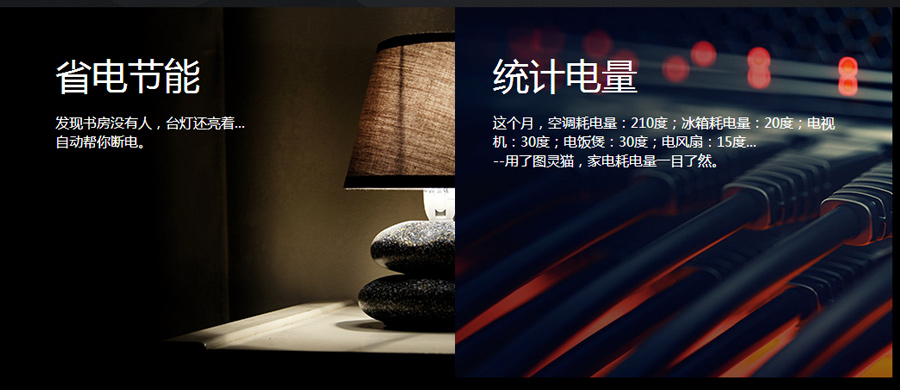 省电节能
发现书房没有人，台灯还亮着...
自动帮你断电。
统计电量
这个月，空调耗电量：210度；冰箱耗电量：20度；电视
机：30度；电饭煲：30度；电风扇：15度...
--用了图灵猫，家电耗电量一目了然。